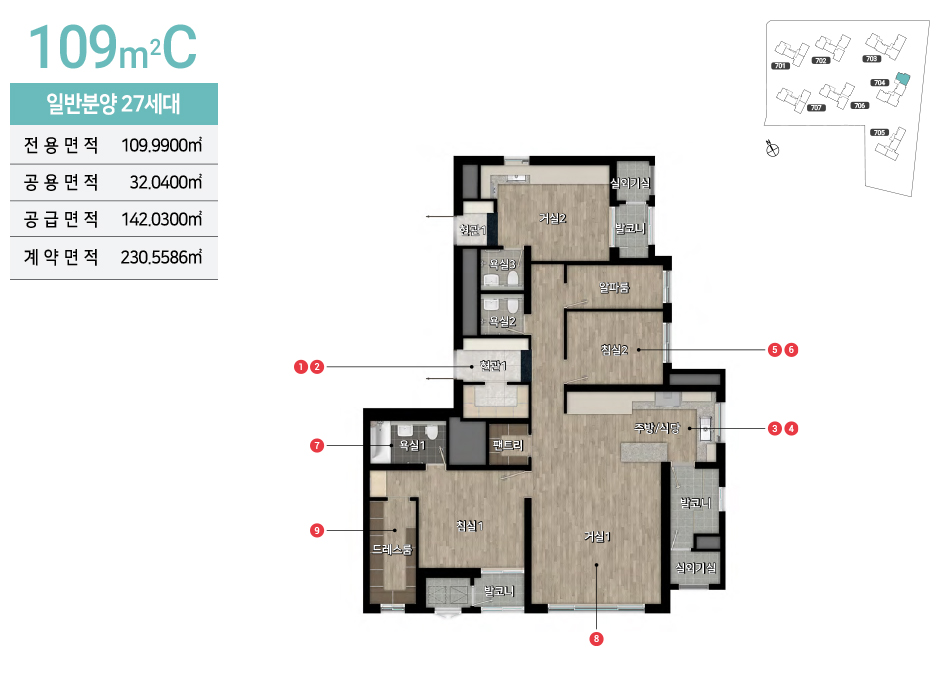 109m²C
일반분양 27세대
전용면적 109.9900㎡
공용면적 32.0400㎡
공급면적 142.0300㎡
계약면적 230.5586㎡
701
702
703
704
705
706
707
N
실외기실
거실2
현관1
발코니
욕실3
알파룸
욕실2
침실2
5 6
1 2
현관1
주방/식당
3 4
7
욕실1
팬트리
발코니
침실1
9
거실1
드레스룸
실외기실
발코니
8